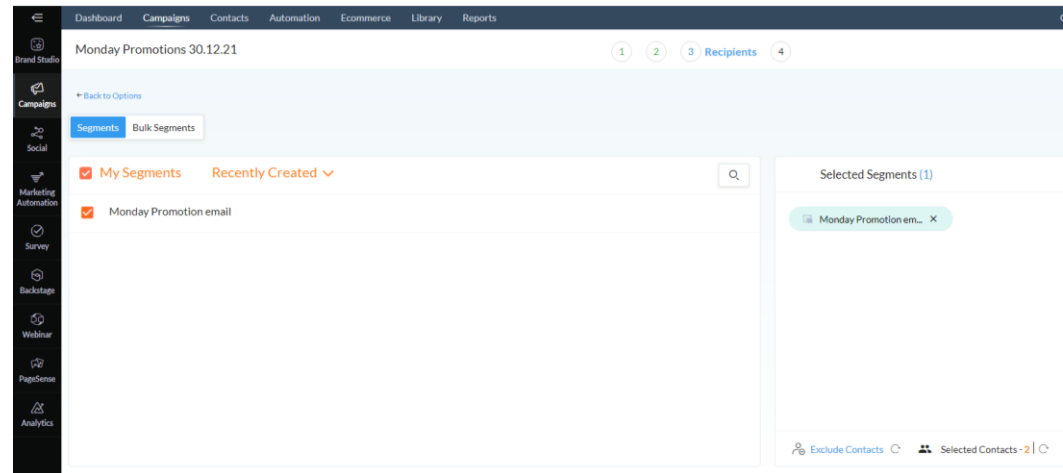 Dashboard Campaigns Contacts Automation Ecommerce Library Reports
Brand Studio
Campaigns
Social
Marketing
Automation
Survey
Backstage
Webinar
PageSense
Analytics
Monday Promotions 30.12.21
1 2 3 Recipients 4
Back to Options
Segments Bulk Segments
My Segments Recently Created
Monday Promotion email
Selected Segments (1)
Monday Promotion em... ×
Exclude Contacts Selected Contacts - 2